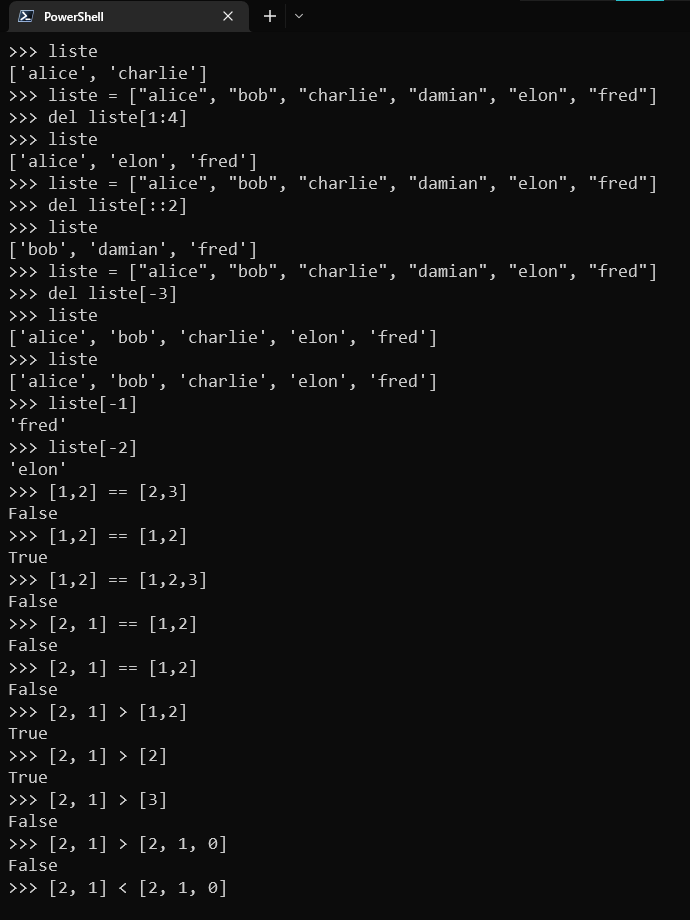 PowerShell
>>> liste
['alice', 'charlie']
>>> liste = ["alice", "bob", "charlie", "damian", "elon", "fred"]
>>> del liste[1:4]
>>> liste
['alice', 'elon', 'fred']
>>> liste = ["alice", "bob", "charlie", "damian", "elon", "fred"]
>>> del liste[::2]
>>> liste
['bob', 'damian', 'fred']
>>> liste = ["alice", "bob", "charlie", "damian", "elon", "fred"]
>>> del liste[-3]
>>> liste
['alice', 'bob', 'charlie', 'elon', 'fred']
>>> liste
['alice', 'bob', 'charlie', 'elon', 'fred']
>>> liste[-1]
'fred'
>>> liste[-2]
'elon'
>>> [1,2] == [2,3]
False
>>> [1,2] == [1,2]
True
>>> [1,2] == [1,2,3]
False
>>> [2, 1] == [1,2]
False
>>> [2, 1] == [1,2]
False
>>> [2, 1] > [1,2]
True
>>> [2, 1] > [2]
True
>>> [2, 1] > [3]
False
>>> [2, 1] > [2, 1, 0]
False
>>> [2, 1] < [2, 1, 0]